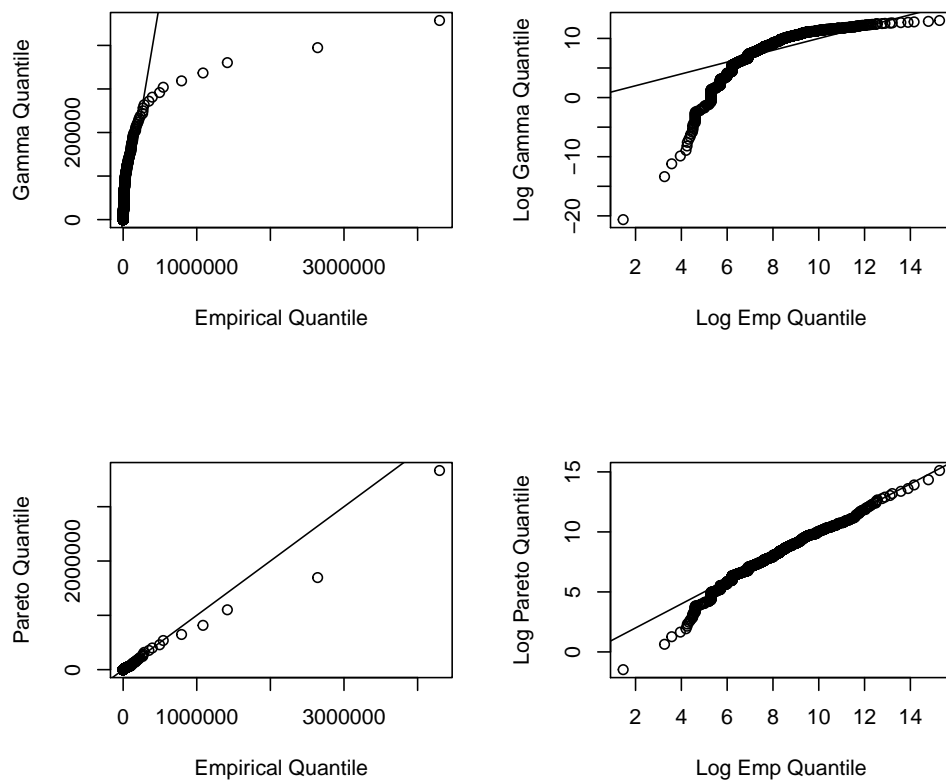 Gamma Quantile
0 200000
0 1000000 3000000
Empirical Quantile
Log Gamma Quantile
−20 −10 0 10
2 4 6 8 10 12 14
Log Emp Quantile
Pareto Quantile
0 2000000
0 1000000 3000000
Empirical Quantile
Log Pareto Quantile
0 5 10 15
2 4 6 8 10 12 14
Log Emp Quantile